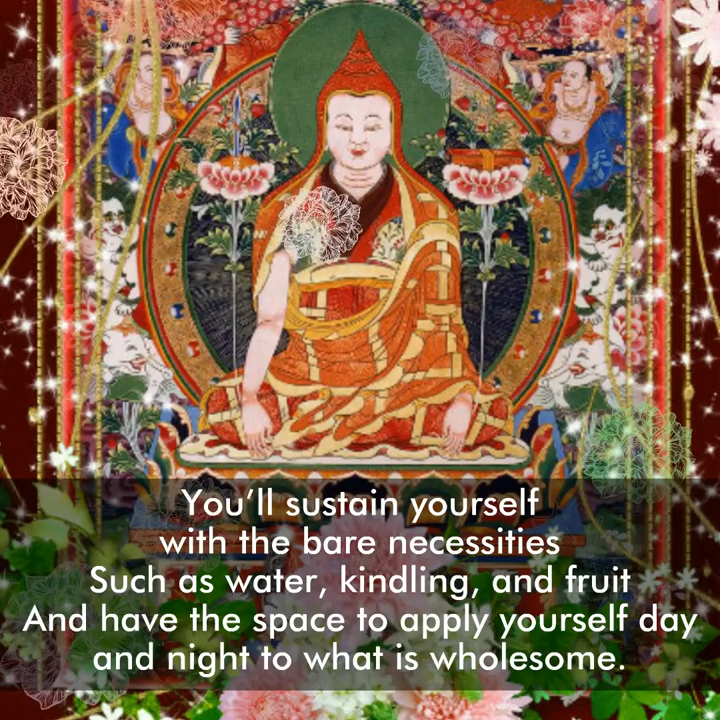 You’ll sustain yourself
with the bare necessities
Such as water, kindling, and fruit
And have the space to apply yourself day
and night to what is wholesome.